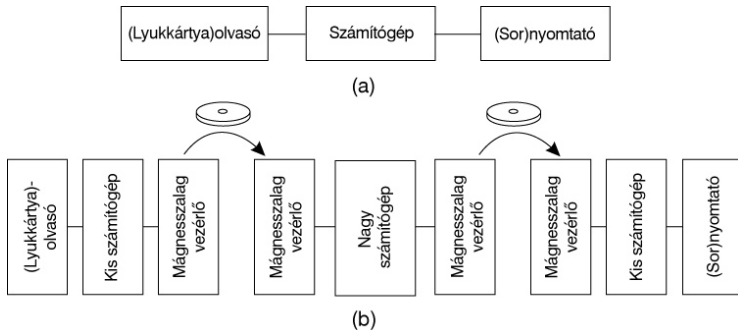 (Lyukkártya)olvasó
Számítógép
(Sor)nyomtató
(a)
(Lyukkártya)-
olvasó
Kis számítógép
Mágnesszalag
vezérlő
Mágnesszalag
vezérlő
Nagy
számítógép
Mágnesszalag
vezérlő
Mágnesszalag
vezérlő
Kis számítógép
(Sor)nyomtató
(b)